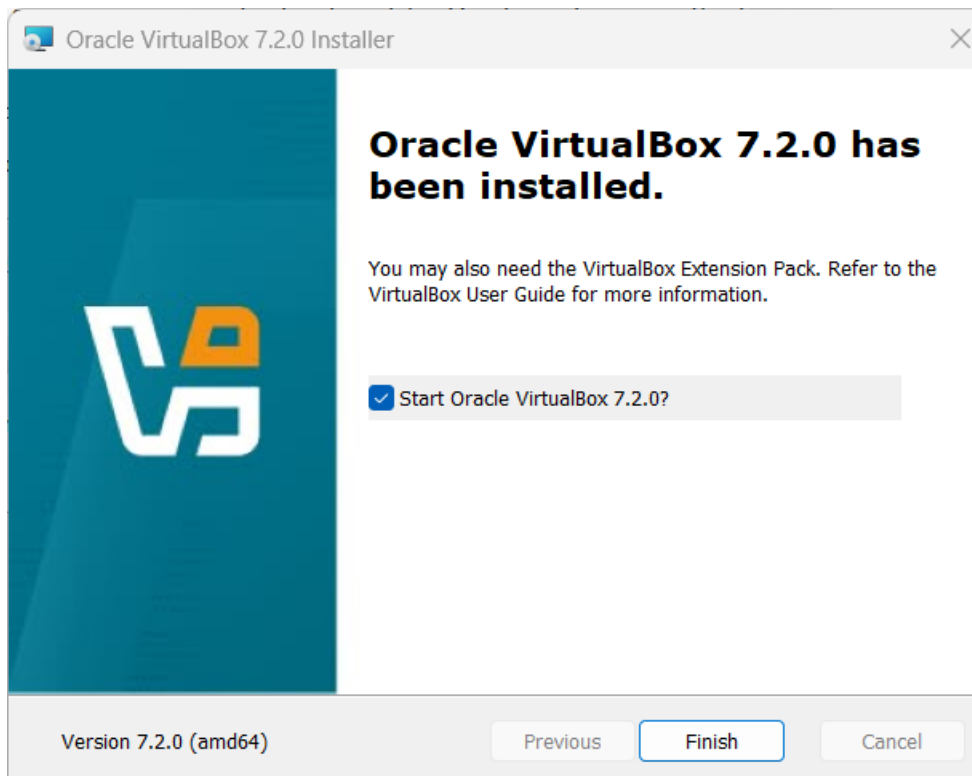 Oracle VirtualBox 7.2.0 Installer
Oracle VirtualBox 7.2.0 has
been installed.
You may also need the VirtualBox Extension Pack. Refer to the
VirtualBox User Guide for more information.
Start Oracle VirtualBox 7.2.0?
Version 7.2.0 (amd64)
Previous
Finish
Cancel